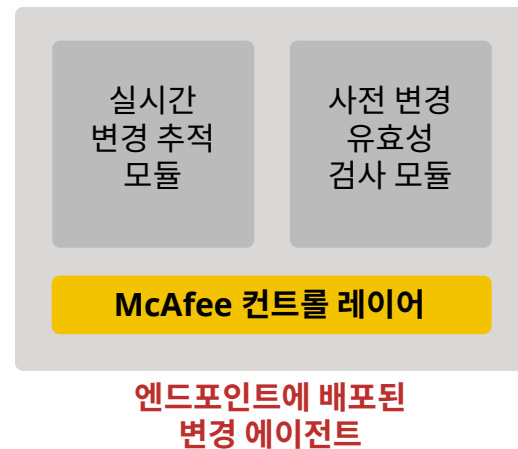 실시간
변경 추적
모듈
사전 변경
유효성
검사 모듈
McAfee 컨트롤 레이어
엔드포인트에 배포된
변경 에이전트